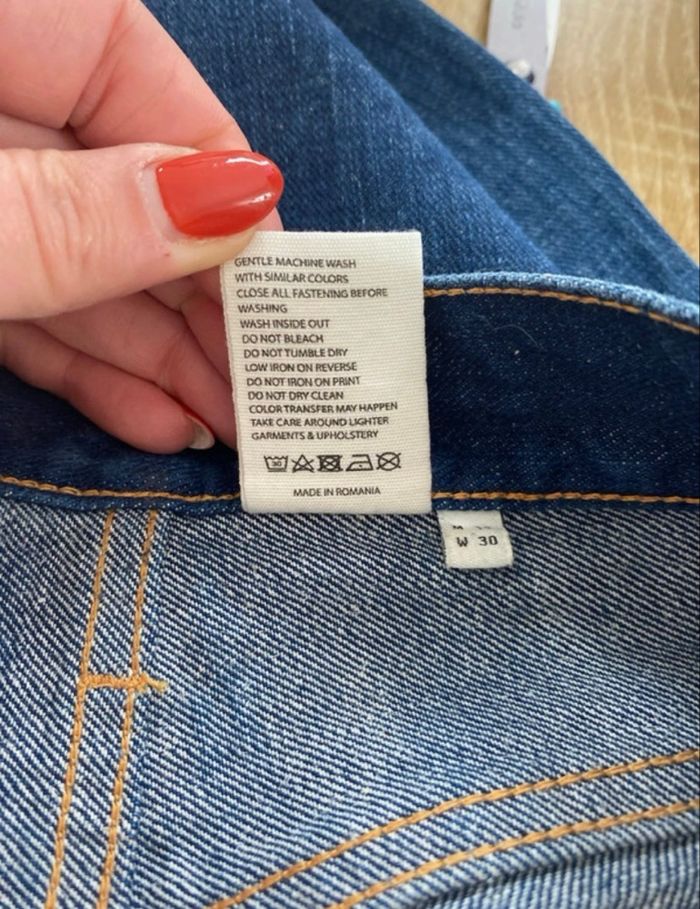 GENTLE MACHINE WASH
WITH SIMILAR COLORS
CLOSE ALL FASTENING BEFORE
WASHING
WASH INSIDE OUT
DO NOT BLEACH
DO NOT TUMBLE DRY
LOW IRON ON REVERSE
DO NOT IRON ON PRINT
DO NOT DRY CLEAN
COLOR TRANSFER MAY HAPPEN
TAKE CARE AROUND LIGHTER
GARMENTS & UPHOLSTERY
30
MADE IN ROMANIA
W 30